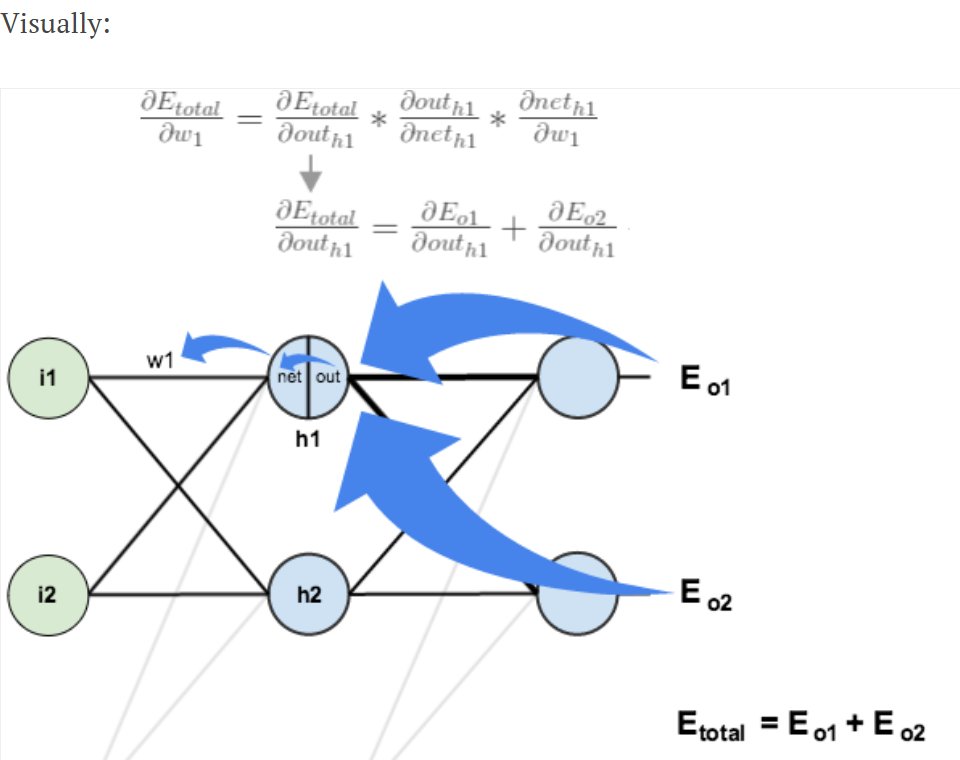 Visually:
∂E_total/∂w_1 = ∂E_total/∂out_h1 * ∂out_h1/∂net_h1 * ∂net_h1/∂w_1
∂E_total/∂out_h1 = ∂E_o1/∂out_h1 + ∂E_o2/∂out_h1
w1
i1 net out E o1
h1
i2 h2 E o2
E total = E o1 + E o2